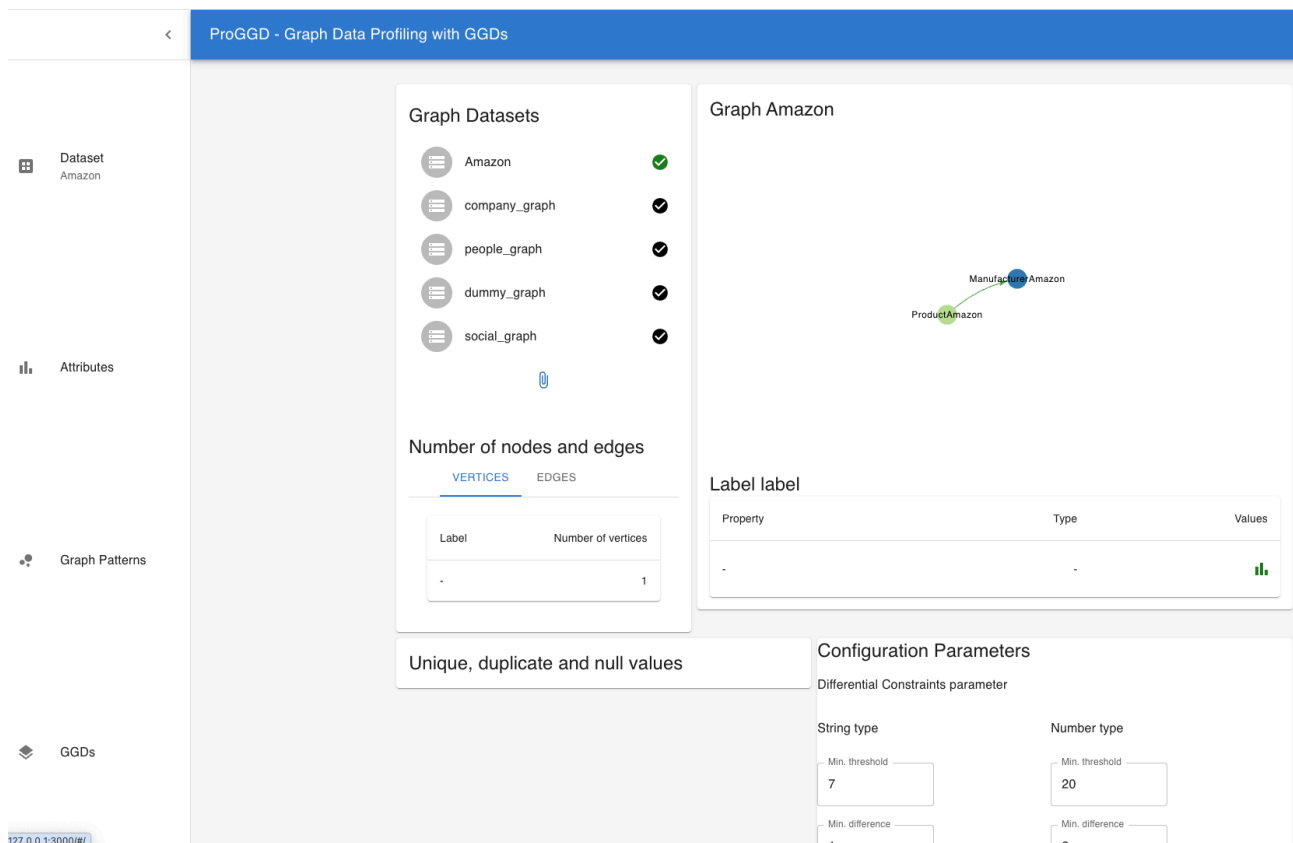 ProGGD - Graph Data Profiling with GGDs
Dataset
Amazon
Attributes
Graph Patterns
GGDs
127.0.0.1:3000/#/
Graph Datasets
Amazon
company_graph
people_graph
dummy_graph
social_graph
Number of nodes and edges
VERTICES EDGES
Label Number of vertices
- 1
Graph Amazon
ManufacturerAmazon
ProductAmazon
Label label
Property Type Values
- -
Unique, duplicate and null values
Configuration Parameters
Differential Constraints parameter
String type Number type
Min. threshold Min. threshold
7 20
Min. difference Min. difference